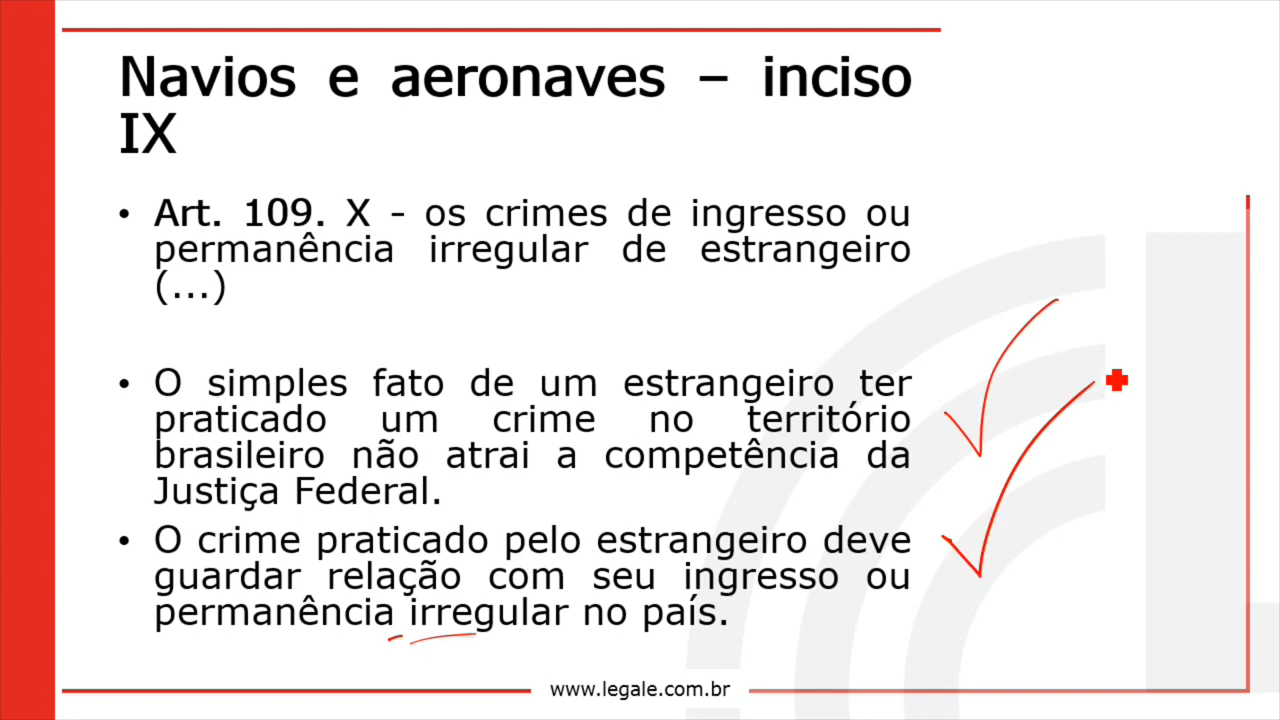 Navios e aeronaves – inciso
IX
• Art. 109. X - os crimes de ingresso ou
permanência irregular de estrangeiro
(...)
• O simples fato de um estrangeiro ter
praticado um crime no território
brasileiro não atrai a competência da
Justiça Federal.
• O crime praticado pelo estrangeiro deve
guardar relação com seu ingresso ou
permanência irregular no país.
www.legale.com.br